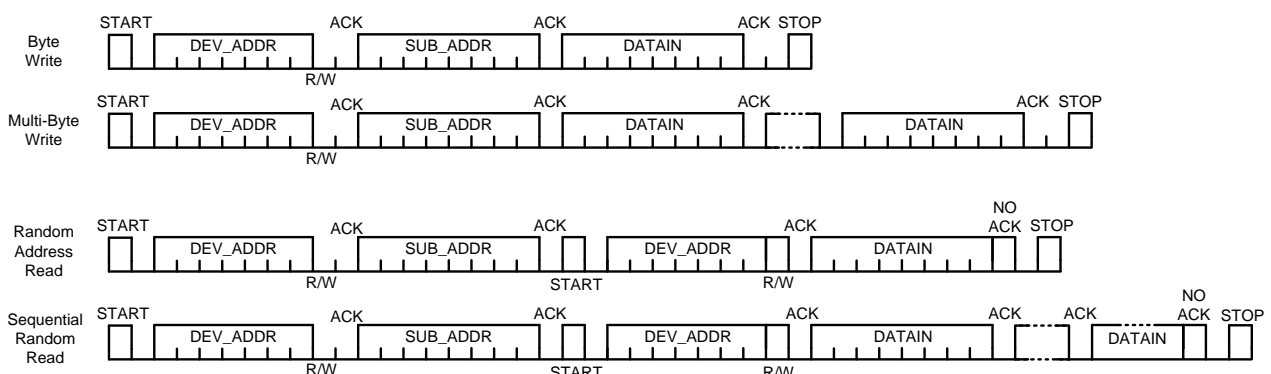 START ACK ACK ACK STOP
Byte
Write
DEV_ADDR SUB_ADDR DATAIN
R/W
START ACK ACK ACK ACK STOP
Multi-Byte
Write
DEV_ADDR SUB_ADDR DATAIN DATAIN
R/W
NO
START ACK ACK ACK ACK STOP
Random
Address
Read
DEV_ADDR SUB_ADDR DEV_ADDR DATAIN
R/W START R/W
NO
START ACK ACK ACK ACK ACK ACK STOP
Sequential
Random
Read
DEV_ADDR SUB_ADDR DEV_ADDR DATAIN DATAIN
R/W START R/W